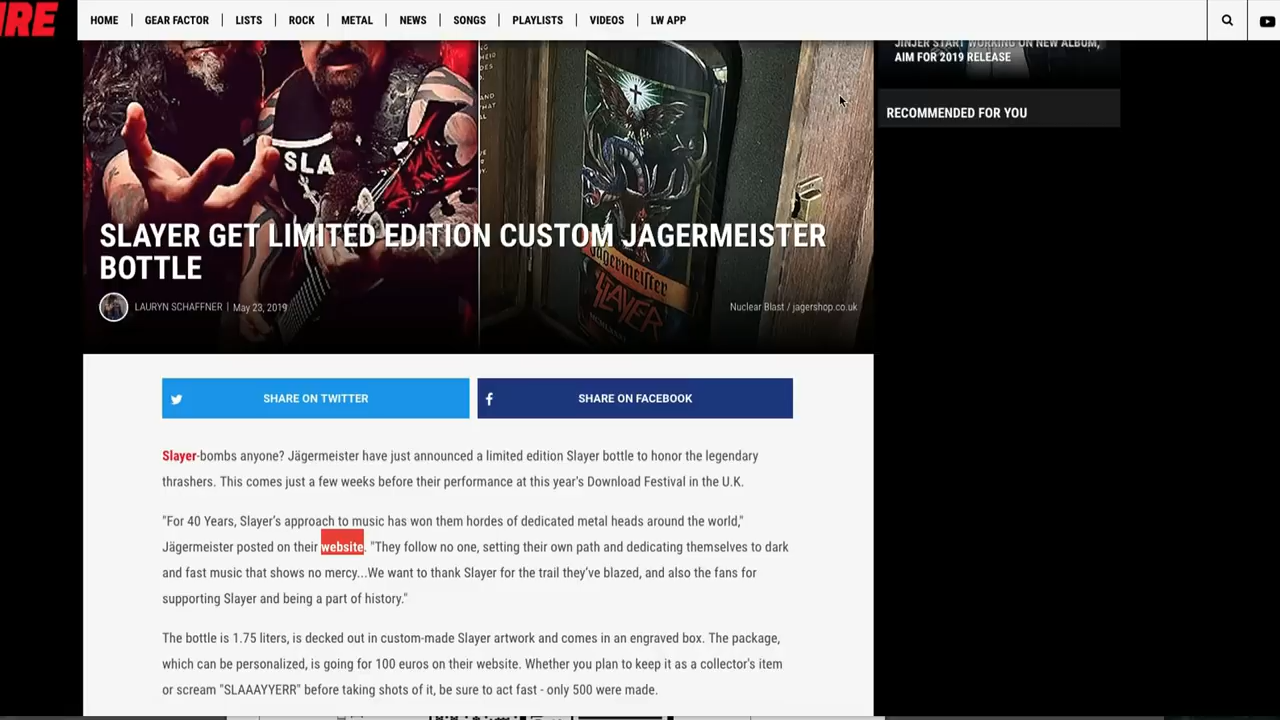 IRE
HOME
GEAR FACTOR
LISTS
ROCK
METAL
NEWS
SONGS
PLAYLISTS
VIDEOS
LW APP
JINJER START WORKING ON NEW ALBUM,
AIM FOR 2019 RELEASE
RECOMMENDED FOR YOU
SLA
Jägermeister
SLAYER
SLAYER GET LIMITED EDITION CUSTOM JAGERMEISTER
BOTTLE
LAURYN SCHAFFNER
May 23, 2019
Nuclear Blast / jagershop.co.uk
SHARE ON TWITTER
SHARE ON FACEBOOK
Slayer-bombs anyone? Jägermeister have just announced a limited edition Slayer bottle to honor the legendary
thrashers. This comes just a few weeks before their performance at this year's Download Festival in the U.K.
"For 40 Years, Slayer's approach to music has won them hordes of dedicated metal heads around the world,"
Jägermeister posted on their website. "They follow no one, setting their own path and dedicating themselves to dark
and fast music that shows no mercy...We want to thank Slayer for the trail they've blazed, and also the fans for
supporting Slayer and being a part of history."
The bottle is 1.75 liters, is decked out in custom-made Slayer artwork and comes in an engraved box. The package,
which can be personalized, is going for 100 euros on their website. Whether you plan to keep it as a collector's item
or scream "SLAAAYYERR" before taking shots of it, be sure to act fast - only 500 were made.